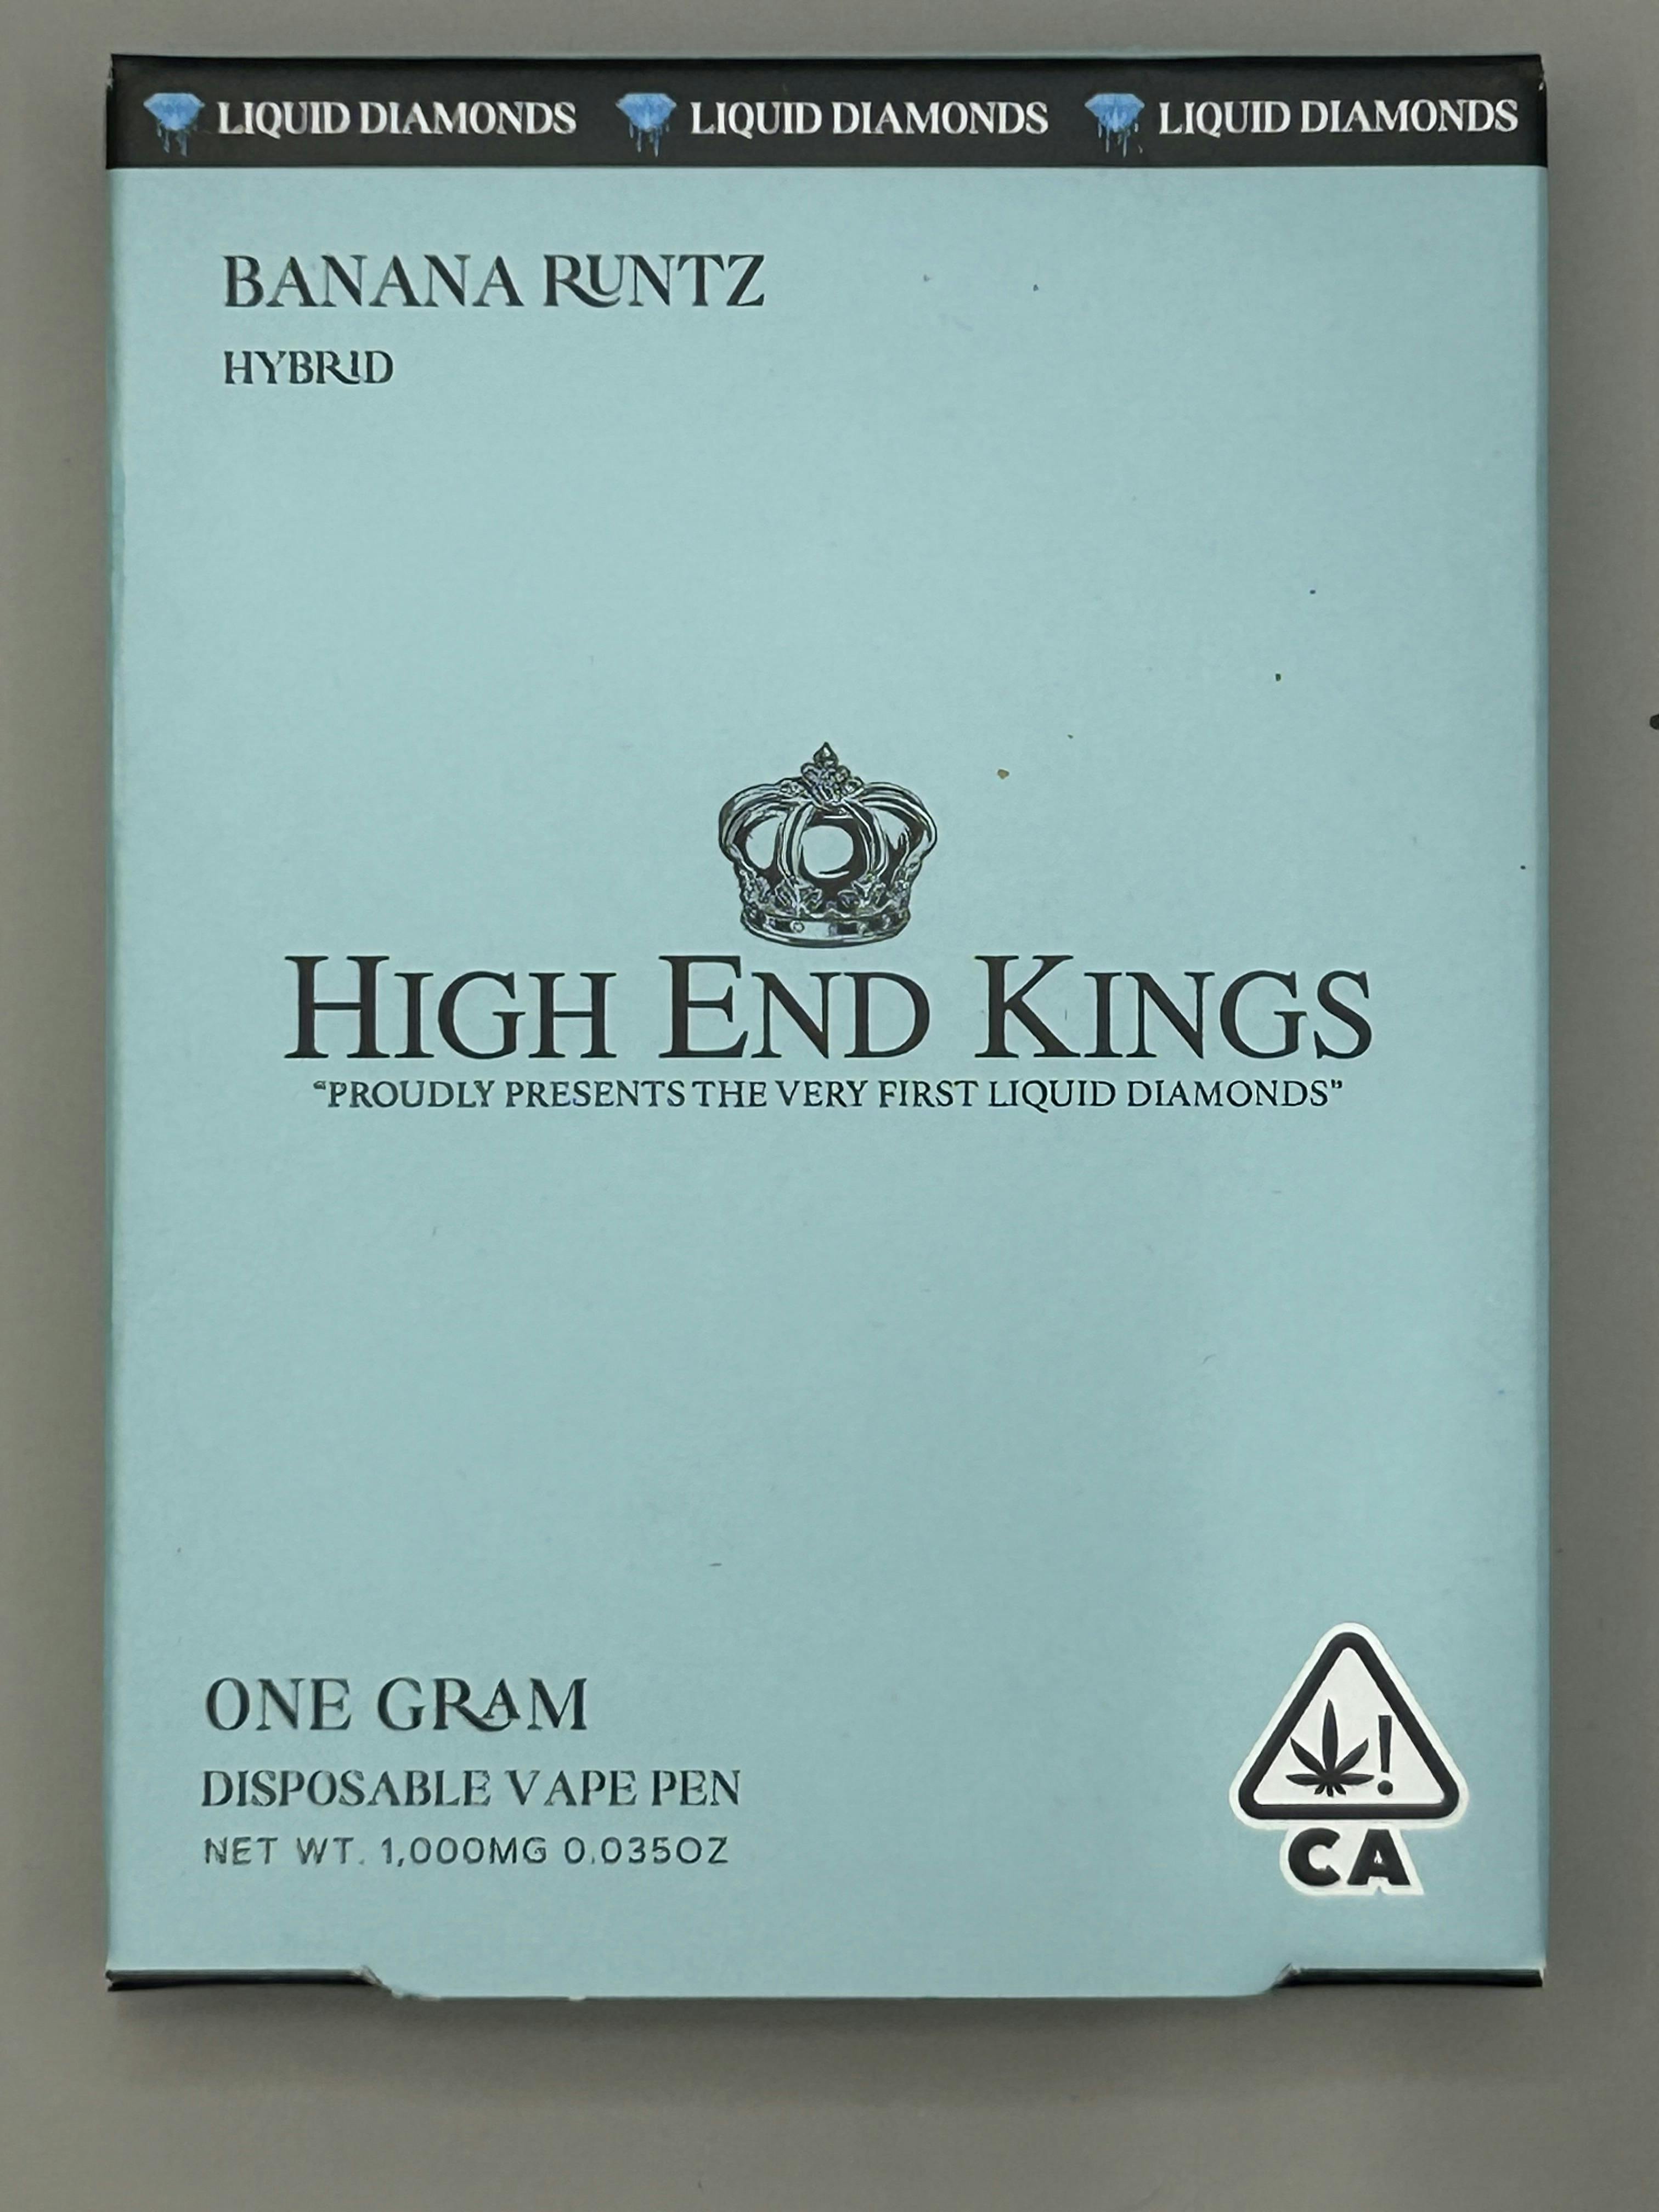 LIQUID DIAMONDS LIQUID DIAMONDS LIQUID DIAMONDS
BANANA RUNTZ
HYBRID
HIGH END KINGS
“PROUDLY PRESENTS THE VERY FIRST LIQUID DIAMONDS”
ONE GRAM
DISPOSABLE VAPE PEN
NET WT. 1,000MG 0.035OZ
!
CA